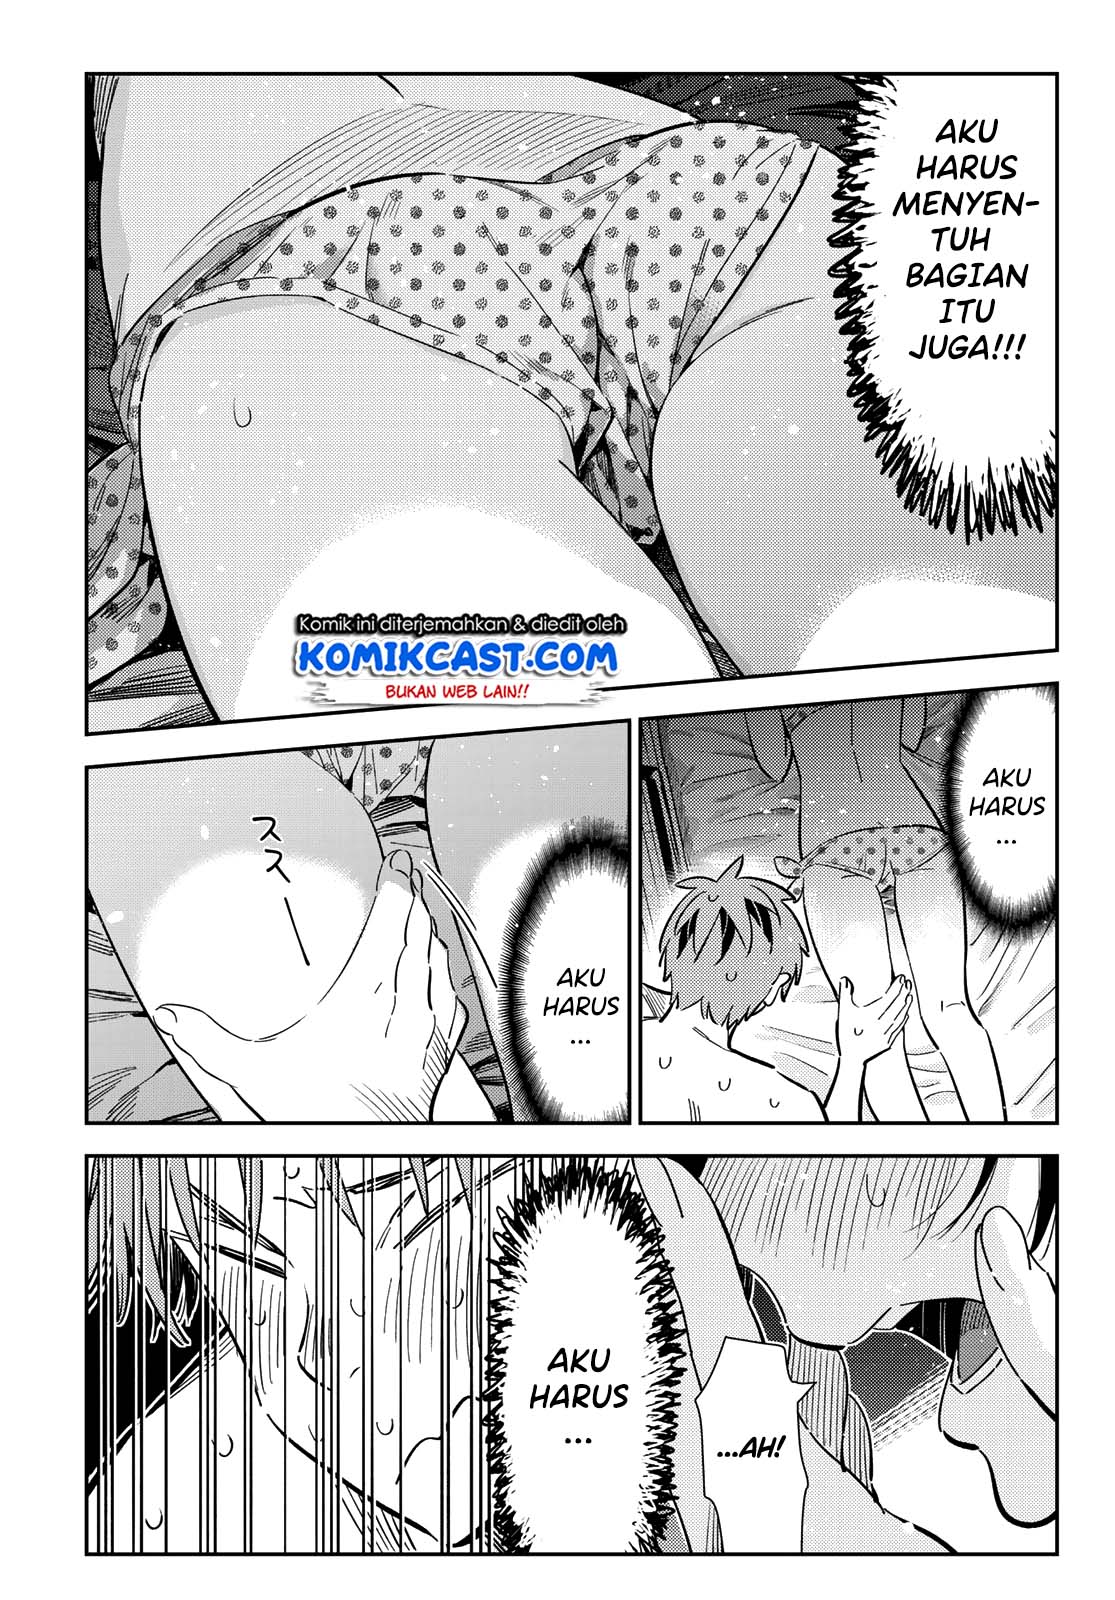 AKU
HARUS
MENYEN-
TUH
BAGIAN
ITU
JUGA!!!
Komik ini diterjemahkan & diedit oleh
KOMIKCAST.COM
BUKAN WEB LAIN!!
AKU
HARUS
...
スス
AKU
HARUS
...
AKU
HARUS
...
...AH!